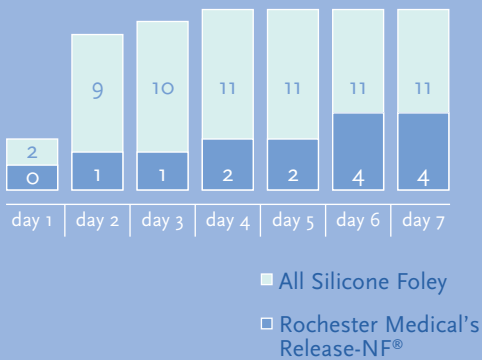 9 10 11 11 11 11
2
0 1 1 2 2 4 4
day 1 day 2 day 3 day 4 day 5 day 6 day 7
All Silicone Foley
Rochester Medical's
Release-NF®